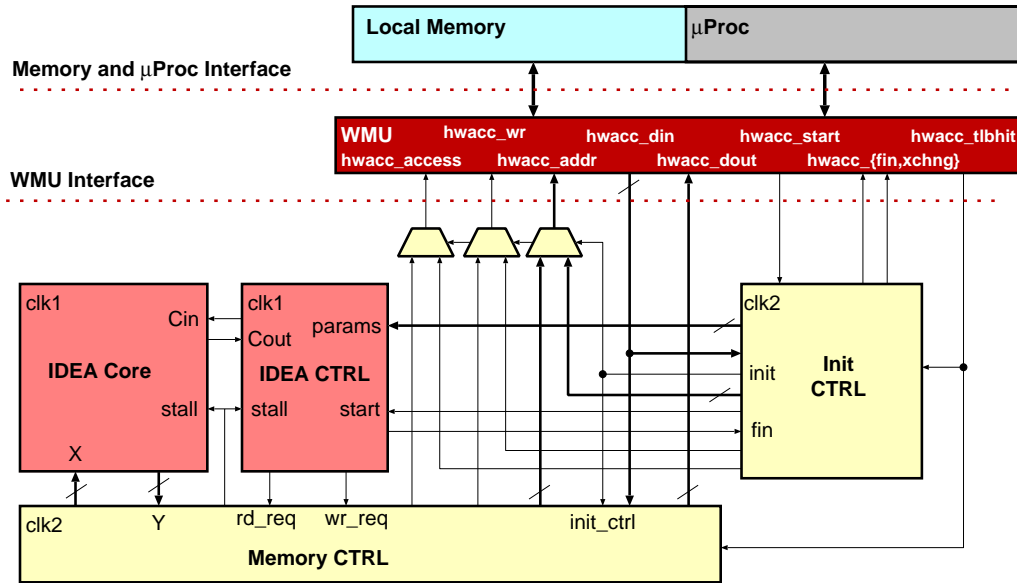 Local Memory
μProc
Memory and μProc Interface
WMU hwacc_wr hwacc_din hwacc_start hwacc_tlbhit
hwacc_access hwacc_addr hwacc_dout hwacc_{fin,xchng}
WMU Interface
clk1
Cin
IDEA Core
stall
X
clk1
params
Cout
IDEA CTRL
stall
start
clk2
Init
CTRL
init
fin
clk2
Y
rd_req
wr_req
init_ctrl
Memory CTRL